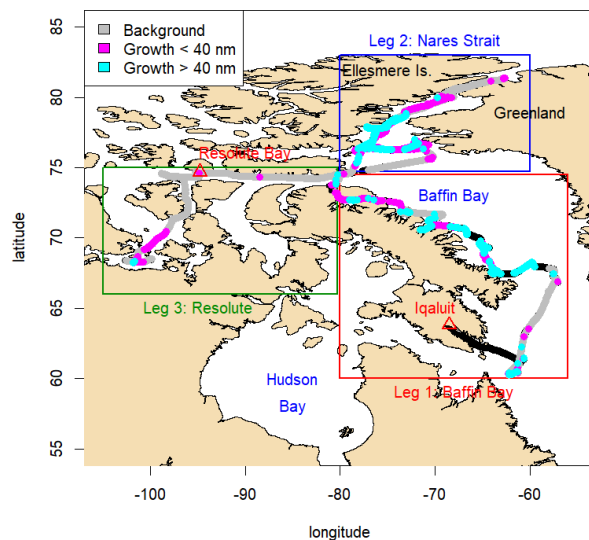 Background
Growth < 40 nm
Growth > 40 nm
Leg 2: Nares Strait
Ellesmere Is.
Greenland
Resolute Bay
Baffin Bay
Leg 3: Resolute
Iqaluit
Hudson
Bay
Leg 1: Baffin Bay
85
80
75
70
65
60
55
latitude
-100
-90
-80
-70
-60
longitude